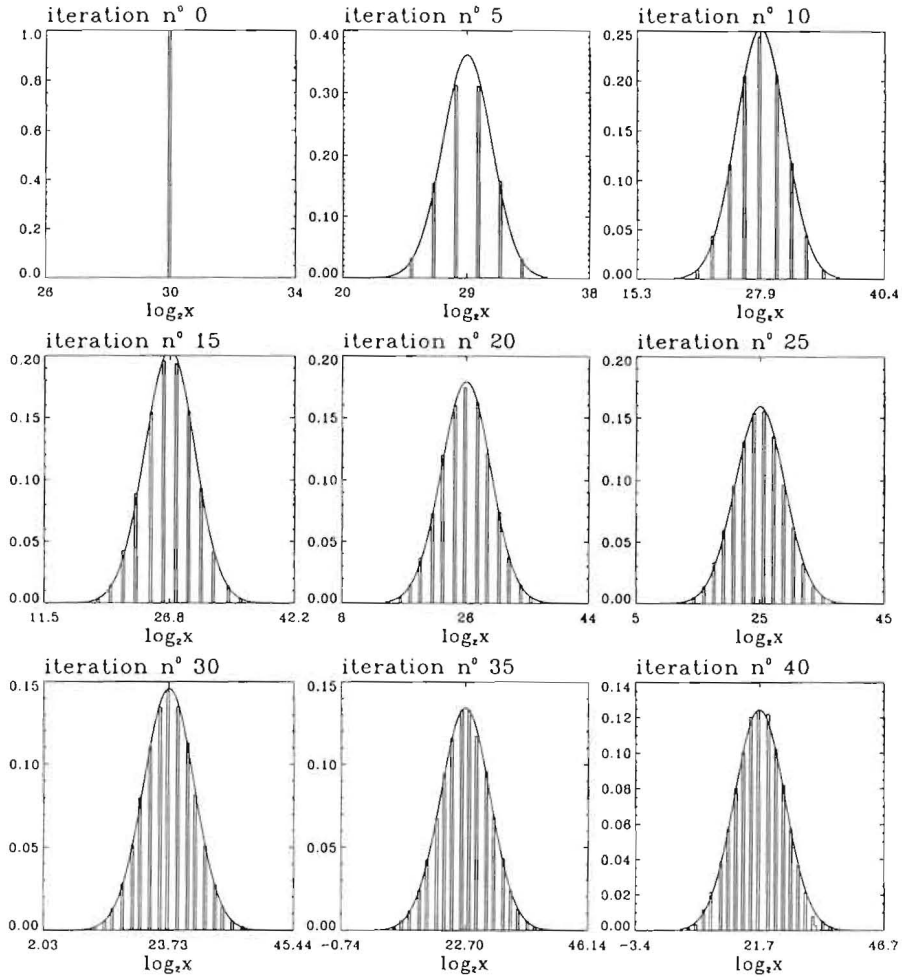 iteration n° 0
1.0
0.8
0.6
0.4
0.2
0.0
26 30 34
log₂x
iteration n° 5
0.40
0.30
0.20
0.10
0.00
20 29 38
log₂x
iteration n° 10
0.25
0.20
0.15
0.10
0.05
0.00
15.3 27.9 40.4
log₂x
iteration n° 15
0.20
0.15
0.10
0.05
0.00
11.5 26.8 42.2
log₂x
iteration n° 20
0.20
0.15
0.10
0.05
0.00
8 26 44
log₂x
iteration n° 25
0.20
0.15
0.10
0.05
0.00
5 25 45
log₂x
iteration n° 30
0.15
0.10
0.05
0.00
2.03 23.73 45.44
log₂x
iteration n° 35
0.15
0.10
0.05
0.00
-0.74 22.70 46.14
log₂x
iteration n° 40
0.14
0.12
0.10
0.08
0.06
0.04
0.02
0.00
-3.4 21.7 46.7
log₂x